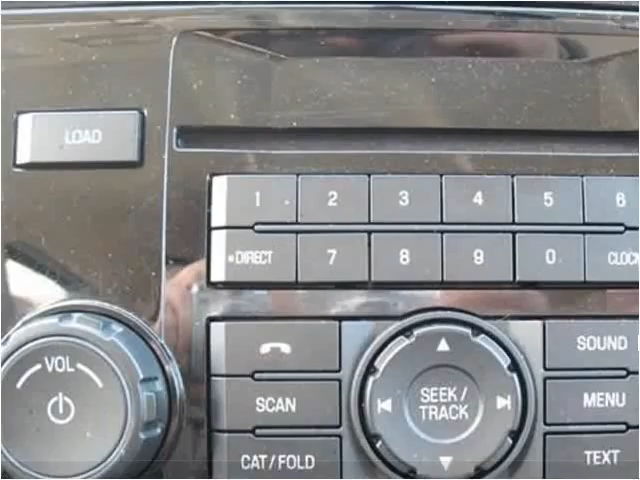 LOAD
1 2 3 4 5 6
DIRECT 7 8 9 0 CLOCK
VOL
SOUND
SCAN
SEEK/
TRACK
MENU
CAT/FOLD
TEXT